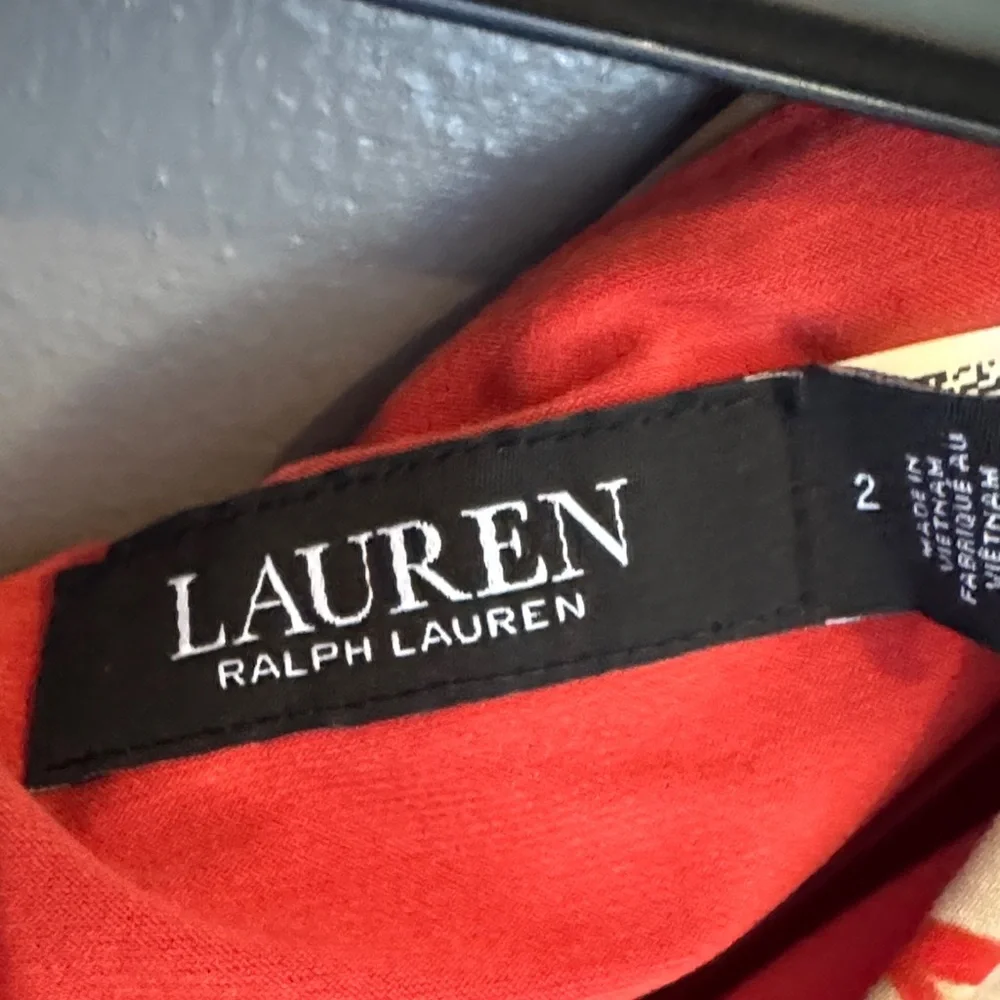 LAUREN
RALPH LAUREN
2
MADE IN
VIETNAM
FABRIQUÉ AU
VIETNAM